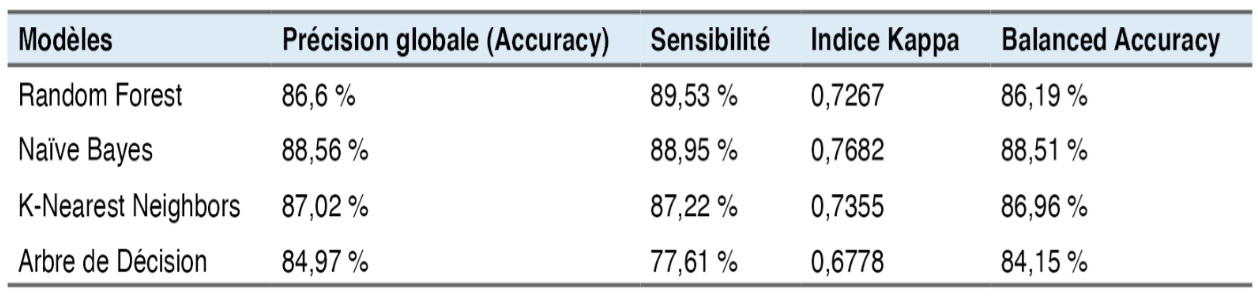 Modèles Précision globale (Accuracy) Sensibilité Indice Kappa Balanced Accuracy
Random Forest 86,6 % 89,53 % 0,7267 86,19 %
Naïve Bayes 88,56 % 88,95 % 0,7682 88,51 %
K-Nearest Neighbors 87,02 % 87,22 % 0,7355 86,96 %
Arbre de Décision 84,97 % 77,61 % 0,6778 84,15 %